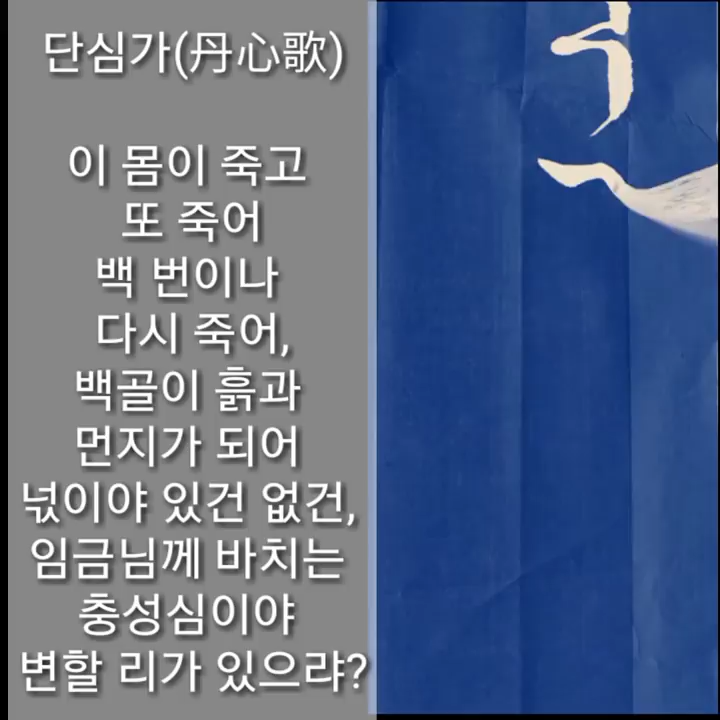 단심가(丹心歌)
이 몸이 죽고
또 죽어
백 번이나
다시 죽어,
백골이 흙과
먼지가 되어
넋이야 있건 없건,
임금님께 바치는
충성심이야
변할 리가 있으랴?